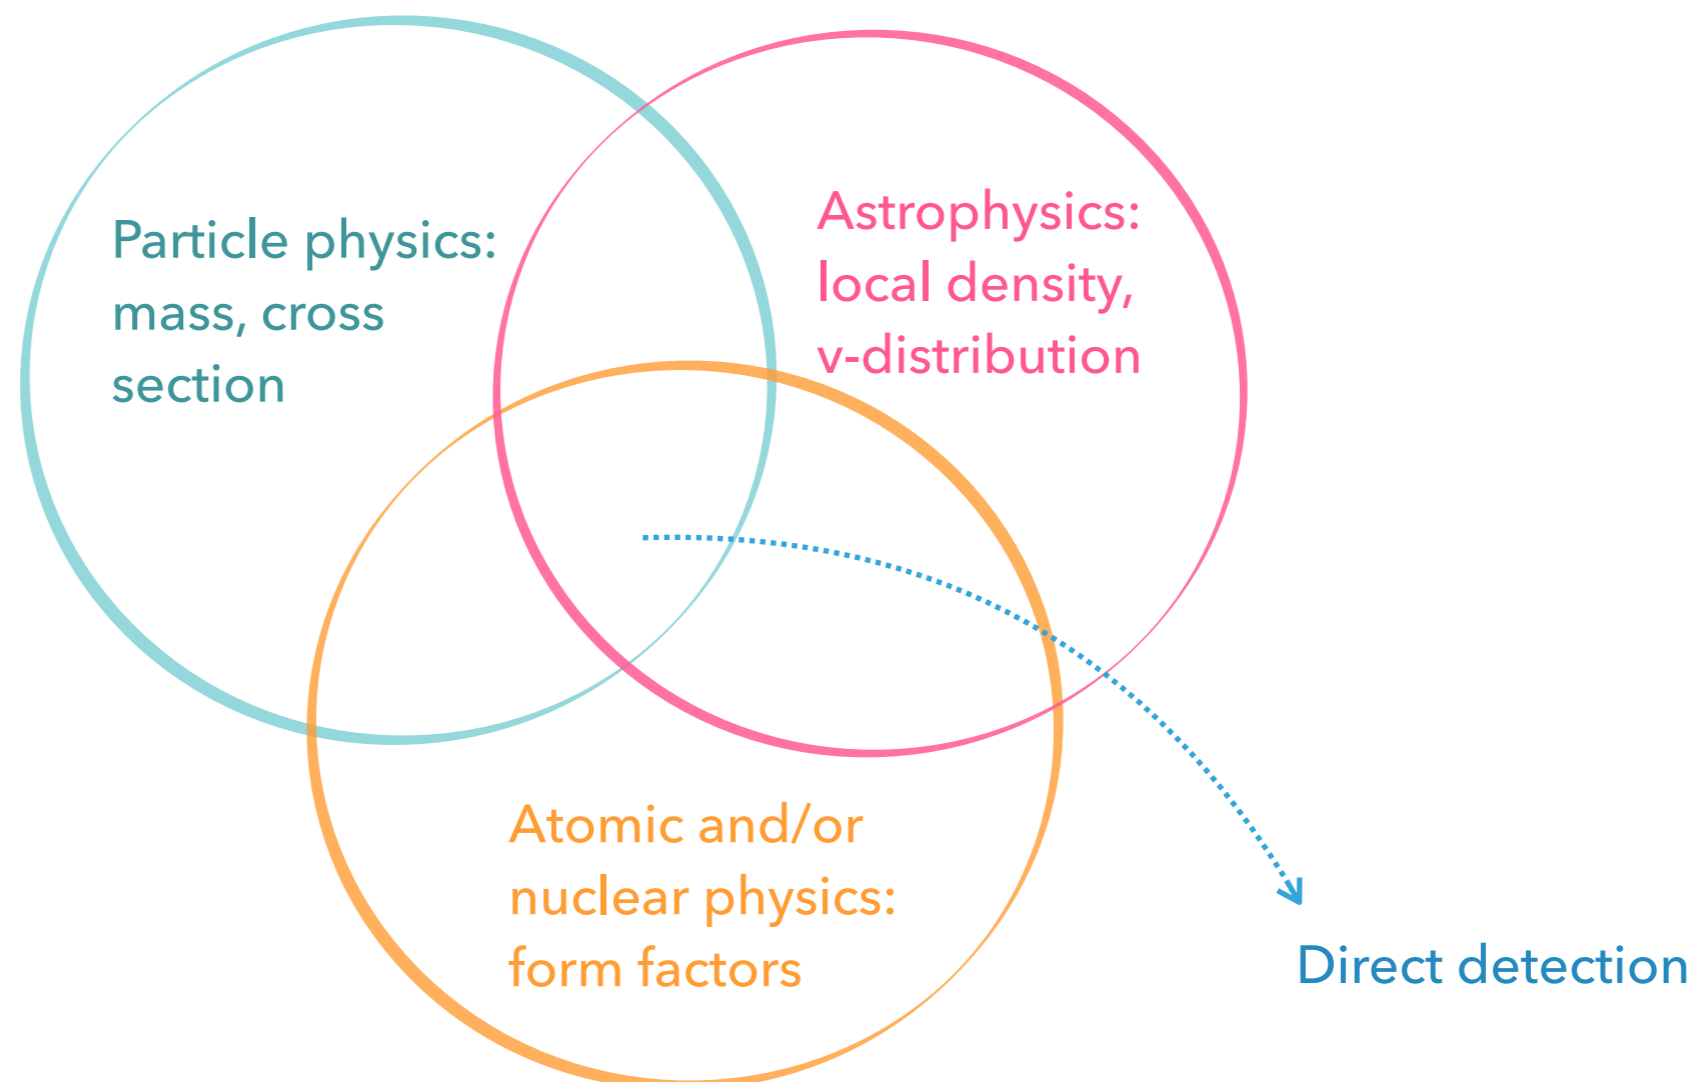 Particle physics:
mass, cross
section
Astrophysics:
local density,
v-distribution
Atomic and/or
nuclear physics:
form factors
Direct detection